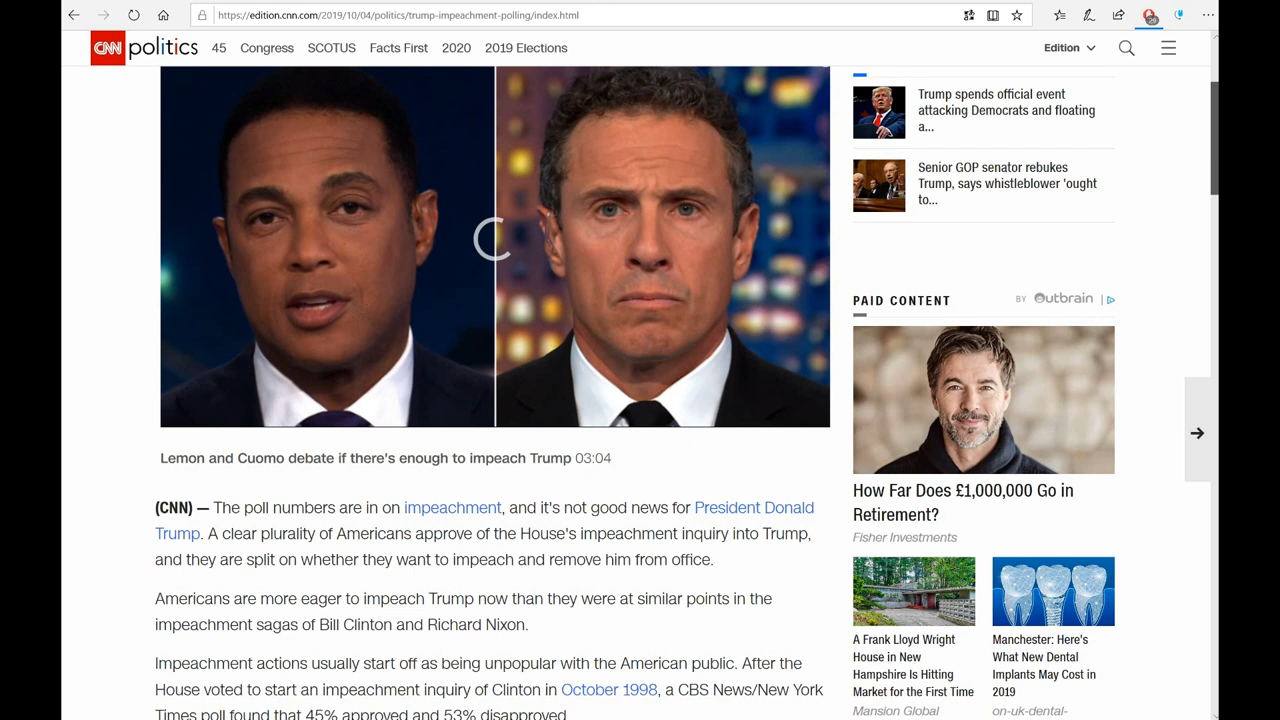 https://edition.cnn.com/2019/10/04/politics/trump-impeachment-polling/index.html
29
CNN politics 45 Congress SCOTUS Facts First 2020 2019 Elections Edition
Lemon and Cuomo debate if there's enough to impeach Trump 03:04
(CNN) — The poll numbers are in on impeachment, and it's not good news for President Donald
Trump. A clear plurality of Americans approve of the House's impeachment inquiry into Trump,
and they are split on whether they want to impeach and remove him from office.
Americans are more eager to impeach Trump now than they were at similar points in the
impeachment sagas of Bill Clinton and Richard Nixon.
Impeachment actions usually start off as being unpopular with the American public. After the
House voted to start an impeachment inquiry of Clinton in October 1998, a CBS News/New York
Times poll found that 45% approved and 53% disapproved.
Trump spends official event
attacking Democrats and floating
a...
Senior GOP senator rebukes
Trump, says whistleblower 'ought
to...
PAID CONTENT BY Outbrain
How Far Does £1,000,000 Go in
Retirement?
Fisher Investments
A Frank Lloyd Wright
House in New
Hampshire Is Hitting
Market for the First Time
Mansion Global
Manchester: Here's
What New Dental
Implants May Cost in
2019
on-uk-dental-